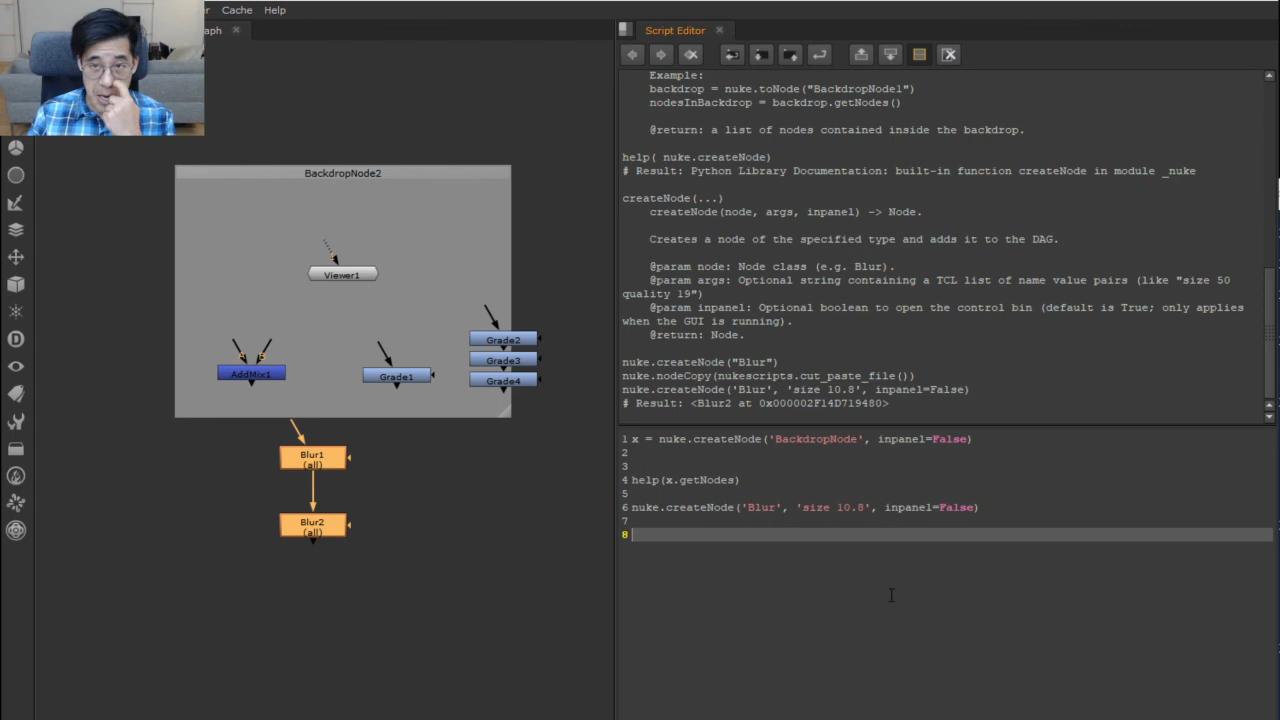 Cache Help
Script Editor
Example:
backdrop = nuke.toNode("BackdropNode1")
nodesInBackdrop = backdrop.getNodes()
@return: a list of nodes contained inside the backdrop.
help( nuke.createNode)
# Result: Python Library Documentation: built-in function createNode in module _nuke
createNode(...)
createNode(node, args, inpanel) -> Node.
Creates a node of the specified type and adds it to the DAG.
@param node: Node class (e.g. Blur).
@param args: Optional string containing a TCL list of name value pairs (like "size 50
quality 19")
@param inpanel: Optional boolean to open the control bin (default is True; only applies
when the GUI is running).
@return: Node.
nuke.createNode("Blur")
nuke.nodeCopy(nukescripts.cut_paste_file())
nuke.createNode('Blur', 'size 10.8', inpanel=False)
# Result: <Blur2 at 0x000002F14D719480>
1 x = nuke.createNode('BackdropNode', inpanel=False)
2
3
4 help(x.getNodes)
5
6 nuke.createNode('Blur', 'size 10.8', inpanel=False)
7
8
BackdropNode2
Viewer1
AddMix1
Grade1
Grade2
Grade3
Grade4
Blur1
(all)
Blur2
(all)